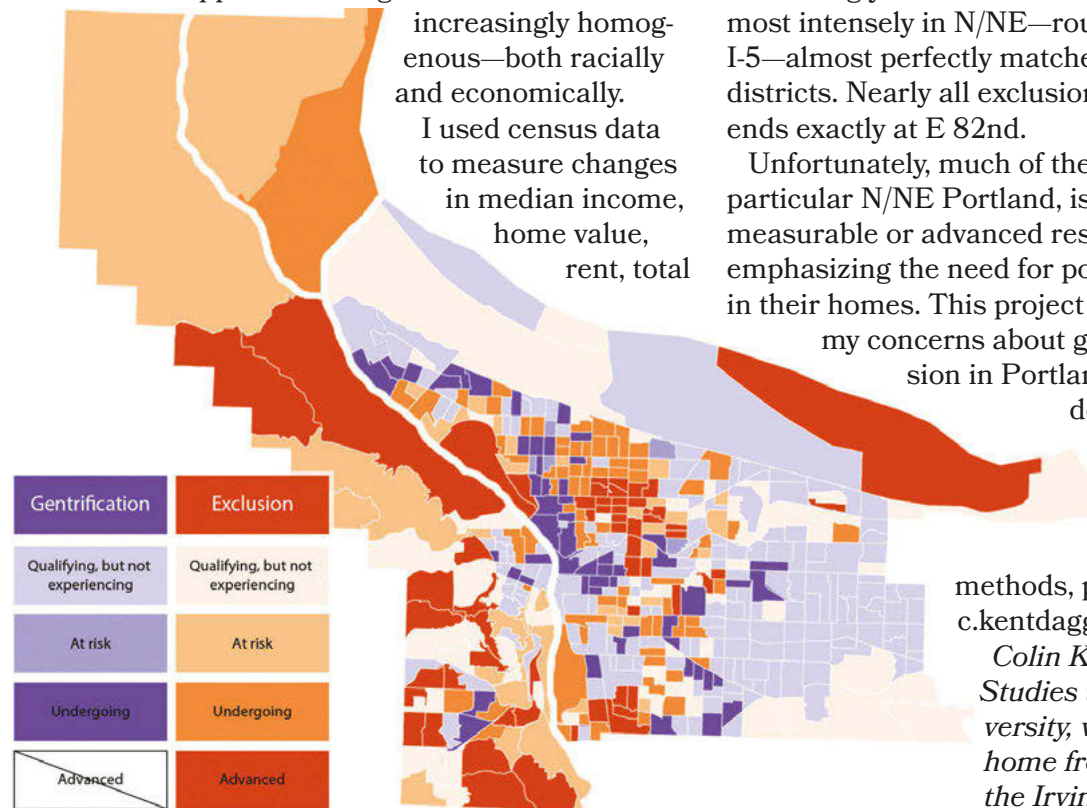 increasingly homog-
enous—both racially
and economically.
I used census data
to measure changes
in median income,
home value,
rent, total
most intensely in N/NE—rou
I-5—almost perfectly matche
districts. Nearly all exclusion
ends exactly at E 82nd.
Unfortunately, much of the
particular N/NE Portland, is
measurable or advanced res
emphasizing the need for po
in their homes. This project
my concerns about g
sion in Portlan
de
methods, p
c.kentdagg
Colin K
Studies
versity, w
home fro
the Irvin
Gentrification
Exclusion
Qualifying, but not
experiencing
Qualifying, but not
experiencing
At risk
At risk
Undergoing
Undergoing
Advanced
Advanced